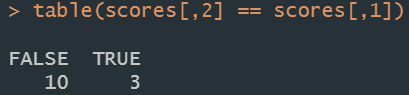 > table(scores[,2] == scores[,1])
FALSE  TRUE
   10     3